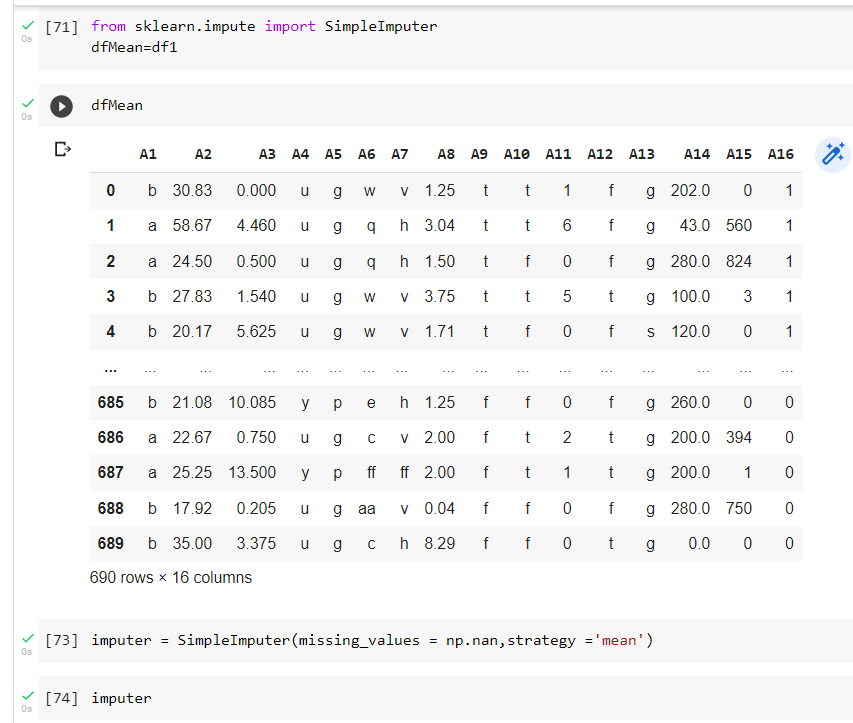 [71] from sklearn.impute import SimpleImputer
0s dfMean=df1
dfMean
0s
A1 A2 A3 A4 A5 A6 A7 A8 A9 A10 A11 A12 A13 A14 A15 A16
0 b 30.83 0.000 u g w v 1.25 t t 1 f g 202.0 0 1
1 a 58.67 4.460 u g q h 3.04 t t 6 f g 43.0 560 1
2 a 24.50 0.500 u g q h 1.50 t f 0 f g 280.0 824 1
3 b 27.83 1.540 u g w v 3.75 t t 5 t g 100.0 3 1
4 b 20.17 5.625 u g w v 1.71 t f 0 f s 120.0 0 1
... ... ... ... ... ... ... ... ... ... ... ... ... ... ... ... ...
685 b 21.08 10.085 y p e h 1.25 f f 0 f g 260.0 0 0
686 a 22.67 0.750 u g c v 2.00 f t 2 t g 200.0 394 0
687 a 25.25 13.500 y p ff ff 2.00 f t 1 t g 200.0 1 0
688 b 17.92 0.205 u g aa v 0.04 f f 0 f g 280.0 750 0
689 b 35.00 3.375 u g c h 8.29 f f 0 t g 0.0 0 0
690 rows × 16 columns
[73] imputer = SimpleImputer(missing_values = np.nan,strategy ='mean')
0s
[74] imputer
0s